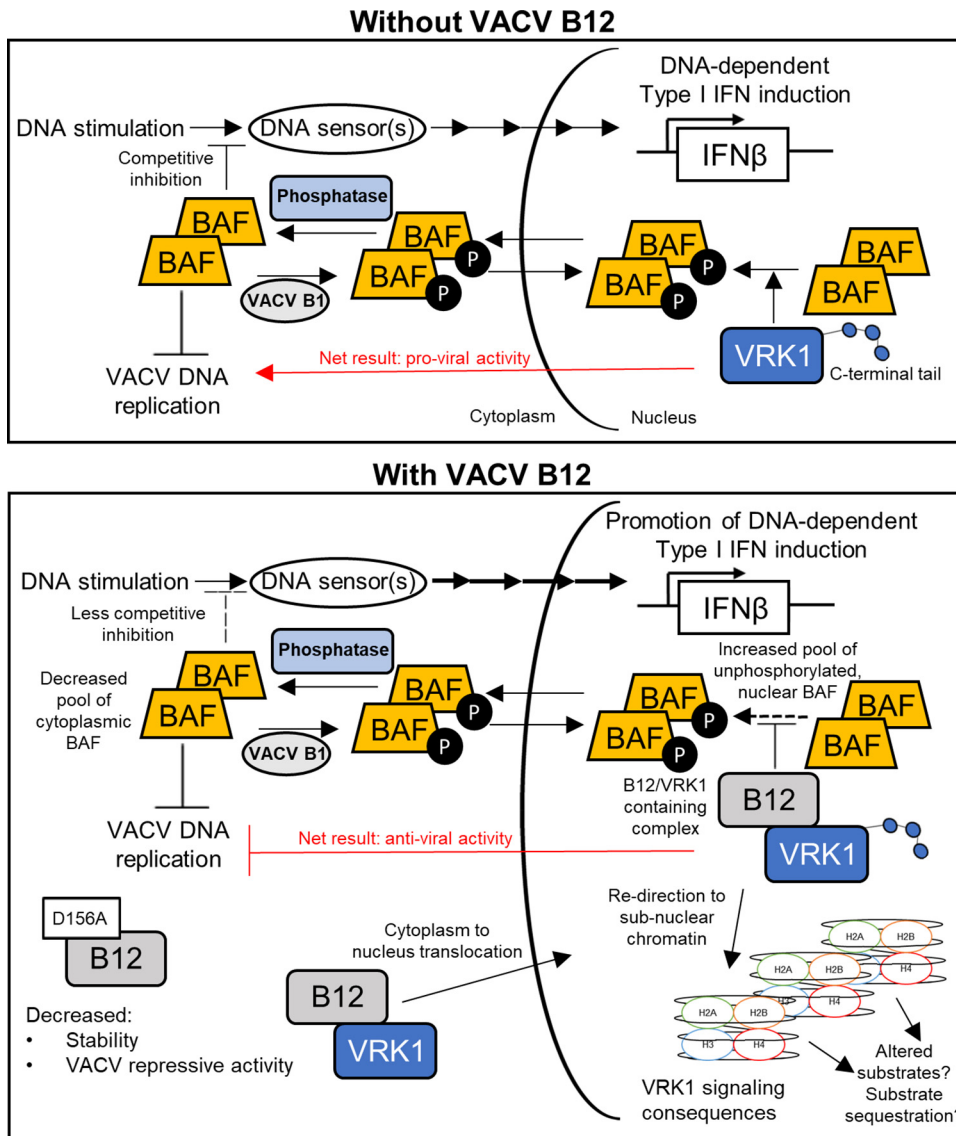 Without VACV B12
DNA-dependent
Type I IFN induction
DNA stimulation
DNA sensor(s)
IFNβ
Competitive
inhibition
Phosphatase
BAF
BAF
BAF
BAF
P
P
VACV B1
BAF
BAF
P
P
BAF
BAF
VRK1
C-terminal tail
Net result: pro-viral activity
VACV DNA
replication
Cytoplasm
Nucleus
With VACV B12
Promotion of DNA-dependent
Type I IFN induction
DNA stimulation
DNA sensor(s)
IFNβ
Less competitive
inhibition
Phosphatase
Increased pool of
unphosphorylated,
nuclear BAF
Decreased
pool of
cytoplasmic
BAF
BAF
BAF
BAF
BAF
P
P
VACV B1
BAF
BAF
P
P
BAF
BAF
B12/VRK1
containing
complex
B12
VRK1
VACV DNA
replication
Net result: anti-viral activity
D156A
B12
Decreased:
• Stability
• VACV repressive activity
Cytoplasm to
nucleus translocation
B12
VRK1
Re-direction to
sub-nuclear
chromatin
H2A
H2B
H4
H2A
H2B
H3
H4
H2A
H2B
H3
H4
VRK1 signaling
consequences
Altered
substrates?
Substrate
sequestration?